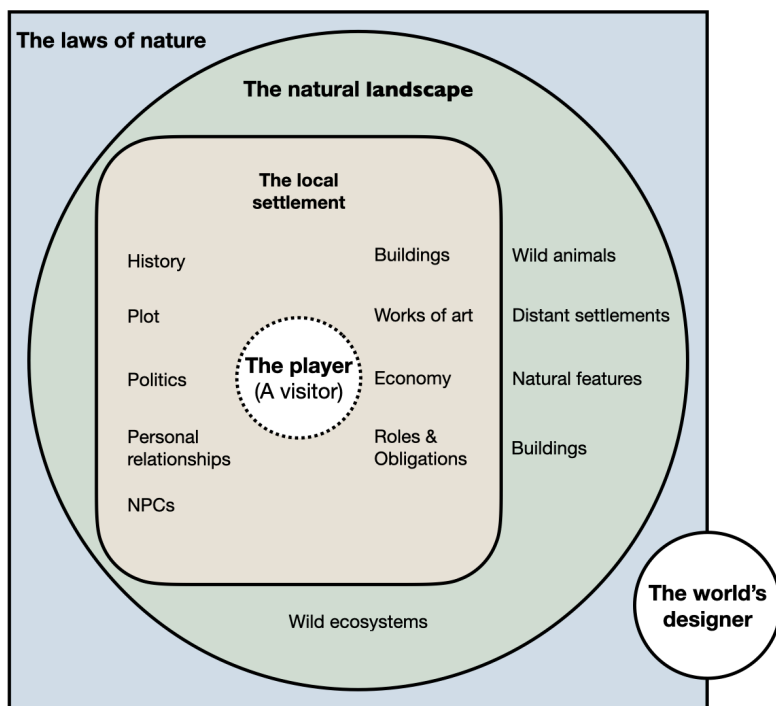 The laws of nature
The natural landscape
The local
settlement
History
Buildings
Wild animals
Plot
Works of art
Distant settlements
The player
(A visitor)
Politics
Economy
Natural features
Personal
relationships
Roles &
Obligations
Buildings
NPCs
Wild ecosystems
The world’s
designer